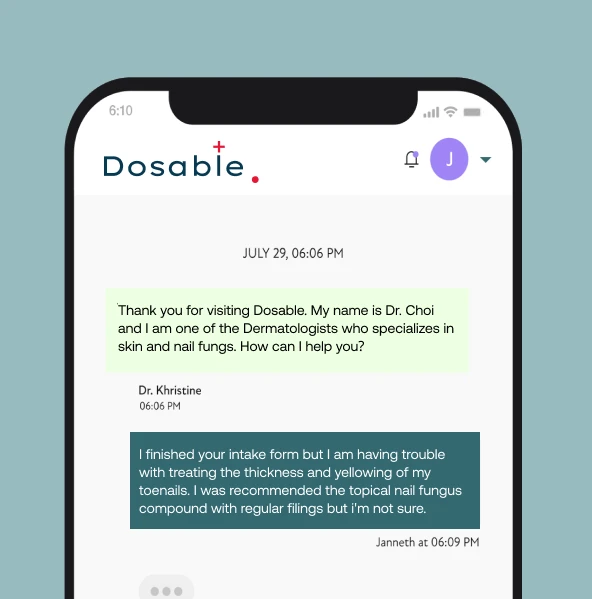 6:10
Dosable
J
JULY 29, 06:06 PM
Thank you for visiting Dosable. My name is Dr. Choi
and I am one of the Dermatologists who specializes in
skin and nail fungs. How can I help you?
Dr. Khristine
06:06 PM
I finished your intake form but I am having trouble
with treating the thickness and yellowing of my
toenails. I was recommended the topical nail fungus
compound with regular filings but i'm not sure.
Janneth at 06:09 PM